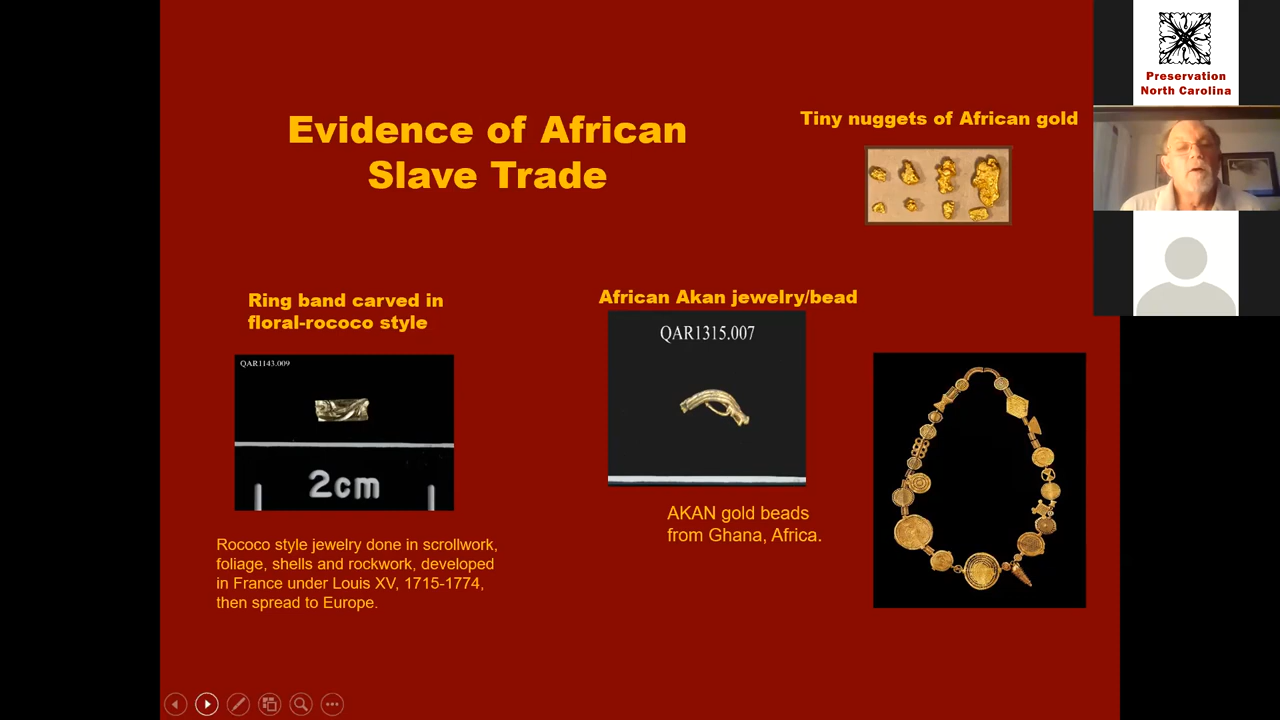 Evidence of African
Slave Trade
Tiny nuggets of African gold
Preservation
North Carolina
Ring band carved in
floral-rococo style
QAR1143.009
2cm
Rococo style jewelry done in scrollwork,
foliage, shells and rockwork, developed
in France under Louis XV, 1715-1774,
then spread to Europe.
African Akan jewelry/bead
QAR1315.007
AKAN gold beads
from Ghana, Africa.